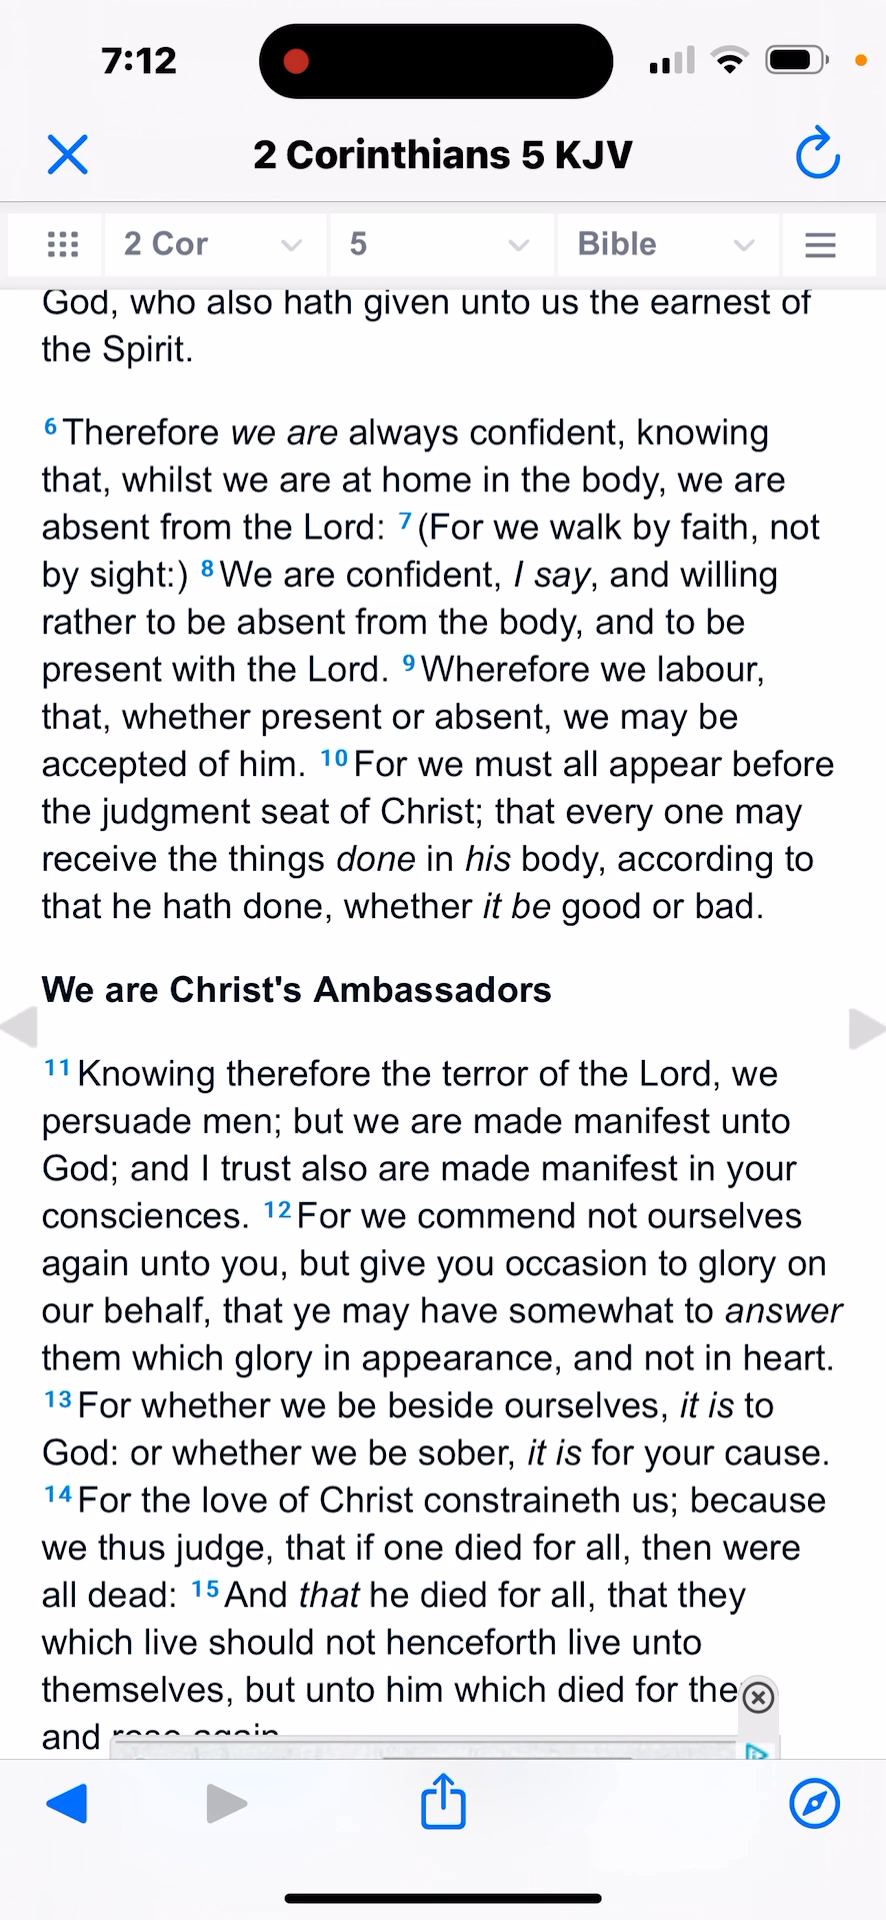 7:12
2 Corinthians 5 KJV
2 Cor 5 Bible
God, who also hath given unto us the earnest of
the Spirit.
6 Therefore we are always confident, knowing
that, whilst we are at home in the body, we are
absent from the Lord: 7 (For we walk by faith, not
by sight:) 8 We are confident, I say, and willing
rather to be absent from the body, and to be
present with the Lord. 9 Wherefore we labour,
that, whether present or absent, we may be
accepted of him. 10 For we must all appear before
the judgment seat of Christ; that every one may
receive the things done in his body, according to
that he hath done, whether it be good or bad.
We are Christ's Ambassadors
11 Knowing therefore the terror of the Lord, we
persuade men; but we are made manifest unto
God; and I trust also are made manifest in your
consciences. 12 For we commend not ourselves
again unto you, but give you occasion to glory on
our behalf, that ye may have somewhat to answer
them which glory in appearance, and not in heart.
13 For whether we be beside ourselves, it is to
God: or whether we be sober, it is for your cause.
14 For the love of Christ constraineth us; because
we thus judge, that if one died for all, then were
all dead: 15 And that he died for all, that they
which live should not henceforth live unto
themselves, but unto him which died for the
and rose again